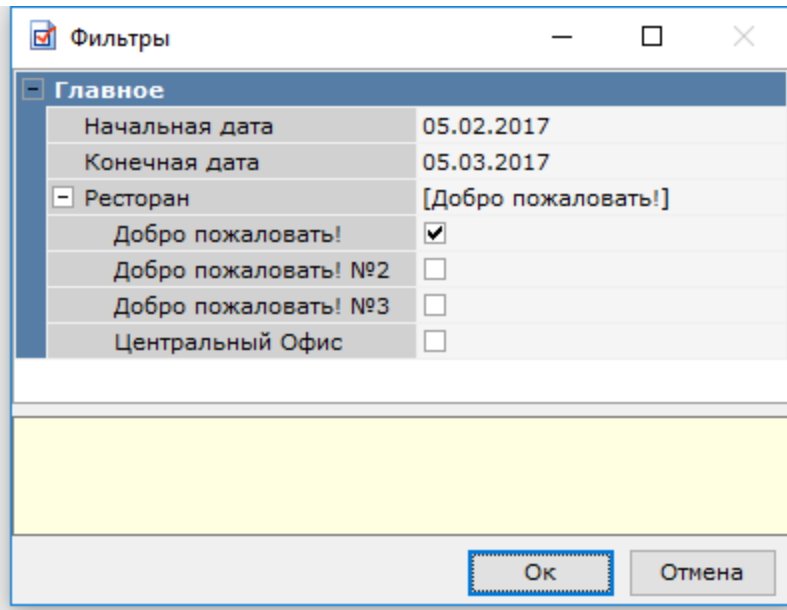 Фильтры
Главное
Начальная дата 05.02.2017
Конечная дата 05.03.2017
Ресторан [Добро пожаловать!]
Добро пожаловать!
Добро пожаловать! №2
Добро пожаловать! №3
Центральный Офис
Ок Отмена